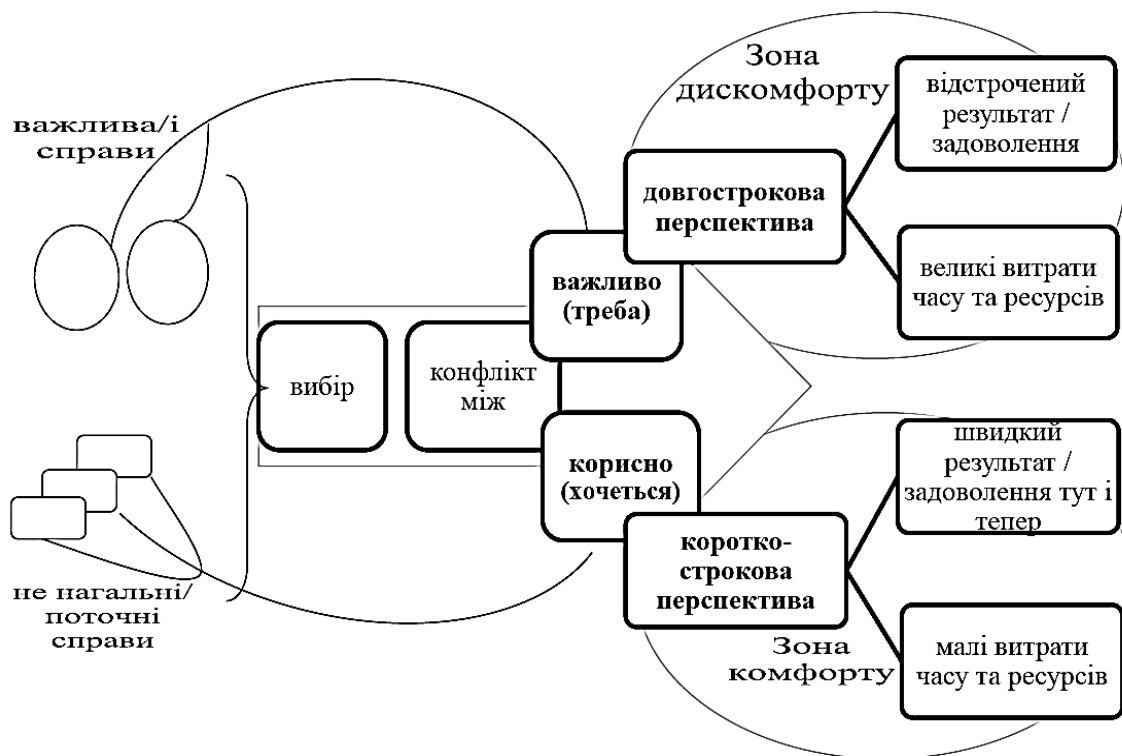 важлива/і
справи
не нагальні/
поточні
справи
вибір
конфлікт
між
важливо
(треба)
корисно
(хочеться)
Зона
дискомфорту
довгострокова
перспектива
відстрочений
результат /
задоволення
великі витрати
часу та ресурсів
коротко-
строкова
перспектива
Зона
комфорту
швидкий
результат /
задоволення тут і
тепер
малі витрати
часу та ресурсів